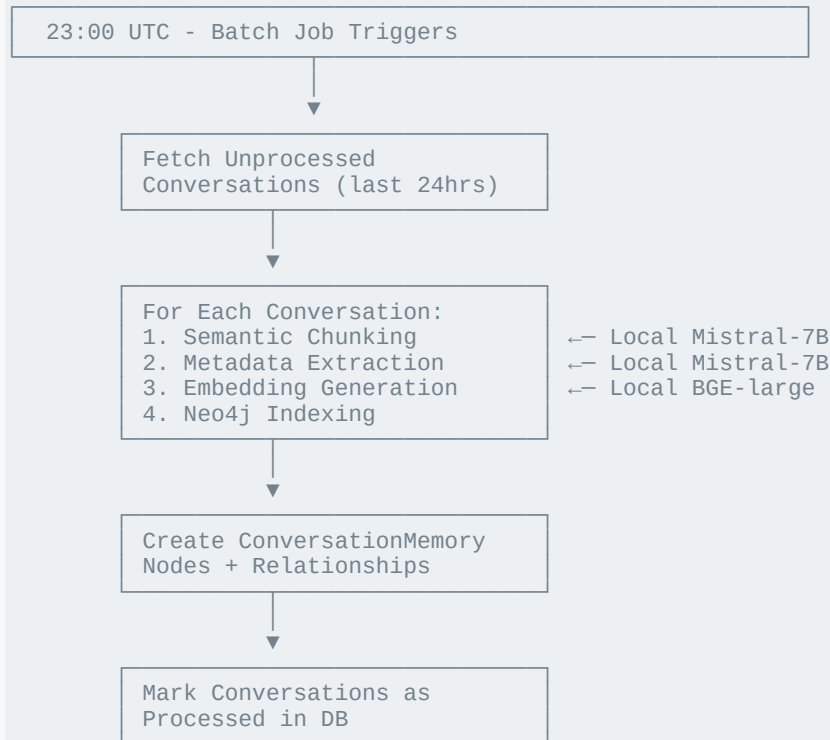 23:00 UTC - Batch Job Triggers
Fetch Unprocessed
Conversations (last 24hrs)
For Each Conversation:
1. Semantic Chunking ←─ Local Mistral-7B
2. Metadata Extraction ←─ Local Mistral-7B
3. Embedding Generation ←─ Local BGE-large
4. Neo4j Indexing
Create ConversationMemory
Nodes + Relationships
Mark Conversations as
Processed in DB